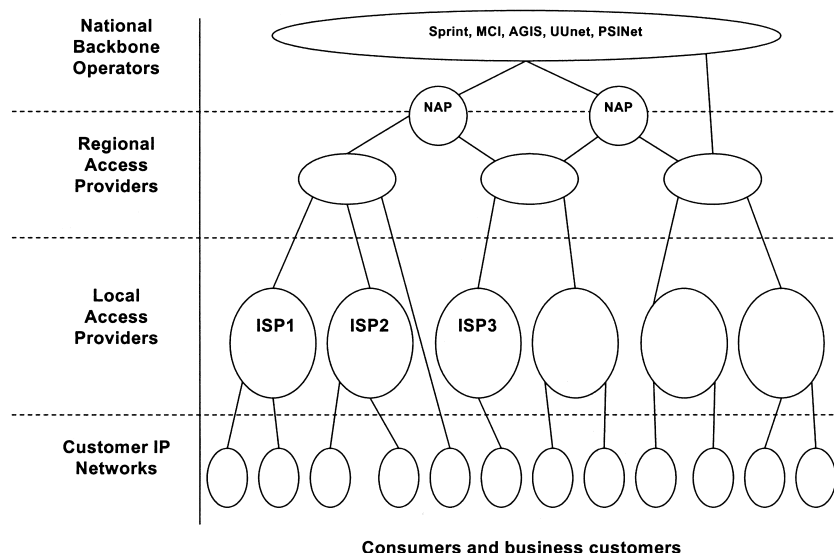 National
Backbone
Operators
Sprint, MCI, AGIS, UUnet, PSINet
NAP
NAP
Regional
Access
Providers
Local
Access
Providers
ISP1
ISP2
ISP3
Customer IP
Networks
Consumers and business customers